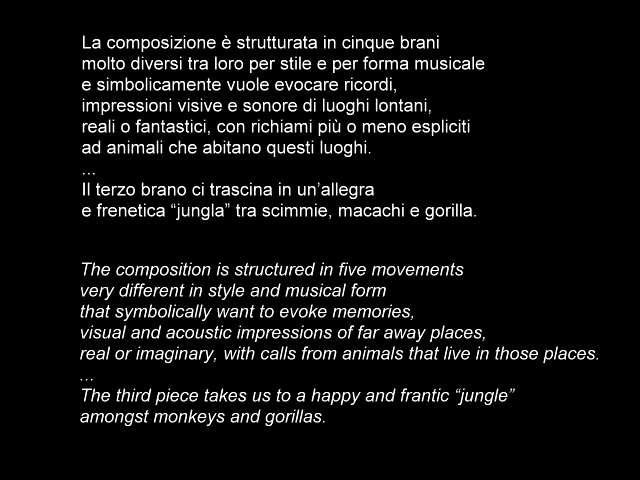 La composizione è strutturata in cinque brani
molto diversi tra loro per stile e per forma musicale
e simbolicamente vuole evocare ricordi,
impressioni visive e sonore di luoghi lontani,
reali o fantastici, con richiami più o meno espliciti
ad animali che abitano questi luoghi.
...
Il terzo brano ci trascina in un’allegra
e frenetica “jungla” tra scimmie, macachi e gorilla.
The composition is structured in five movements
very different in style and musical form
that symbolically want to evoke memories,
visual and acoustic impressions of far away places,
real or imaginary, with calls from animals that live in those places.
...
The third piece takes us to a happy and frantic “jungle”
amongst monkeys and gorillas.